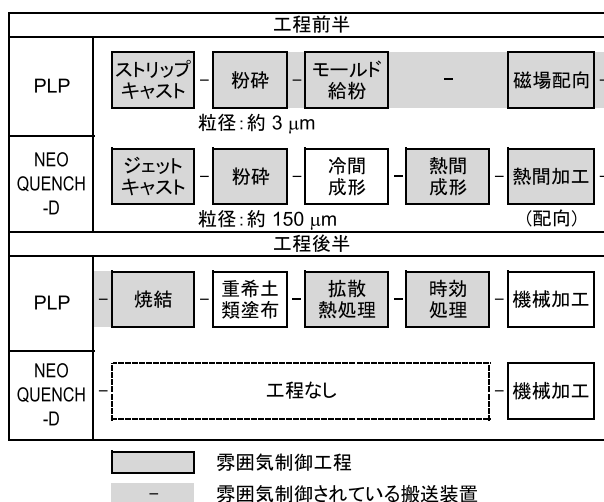 工程前半
PLP
ストリップ
キャスト
–
粉砕
–
モールド
給粉
–
磁場配向
–
粒径：約 3 μm
NEO
QUENCH
-D
ジェット
キャスト
–
粉砕
–
冷間
成形
–
熱間
成形
–
熱間加工
–
粒径：約 150 μm
(配向)
工程後半
PLP
–
焼結
–
重希土
類塗布
–
拡散
熱処理
–
時効
処理
–
機械加工
NEO
QUENCH
-D
–
工程なし
–
機械加工
雰囲気制御工程
–
雰囲気制御されている搬送装置